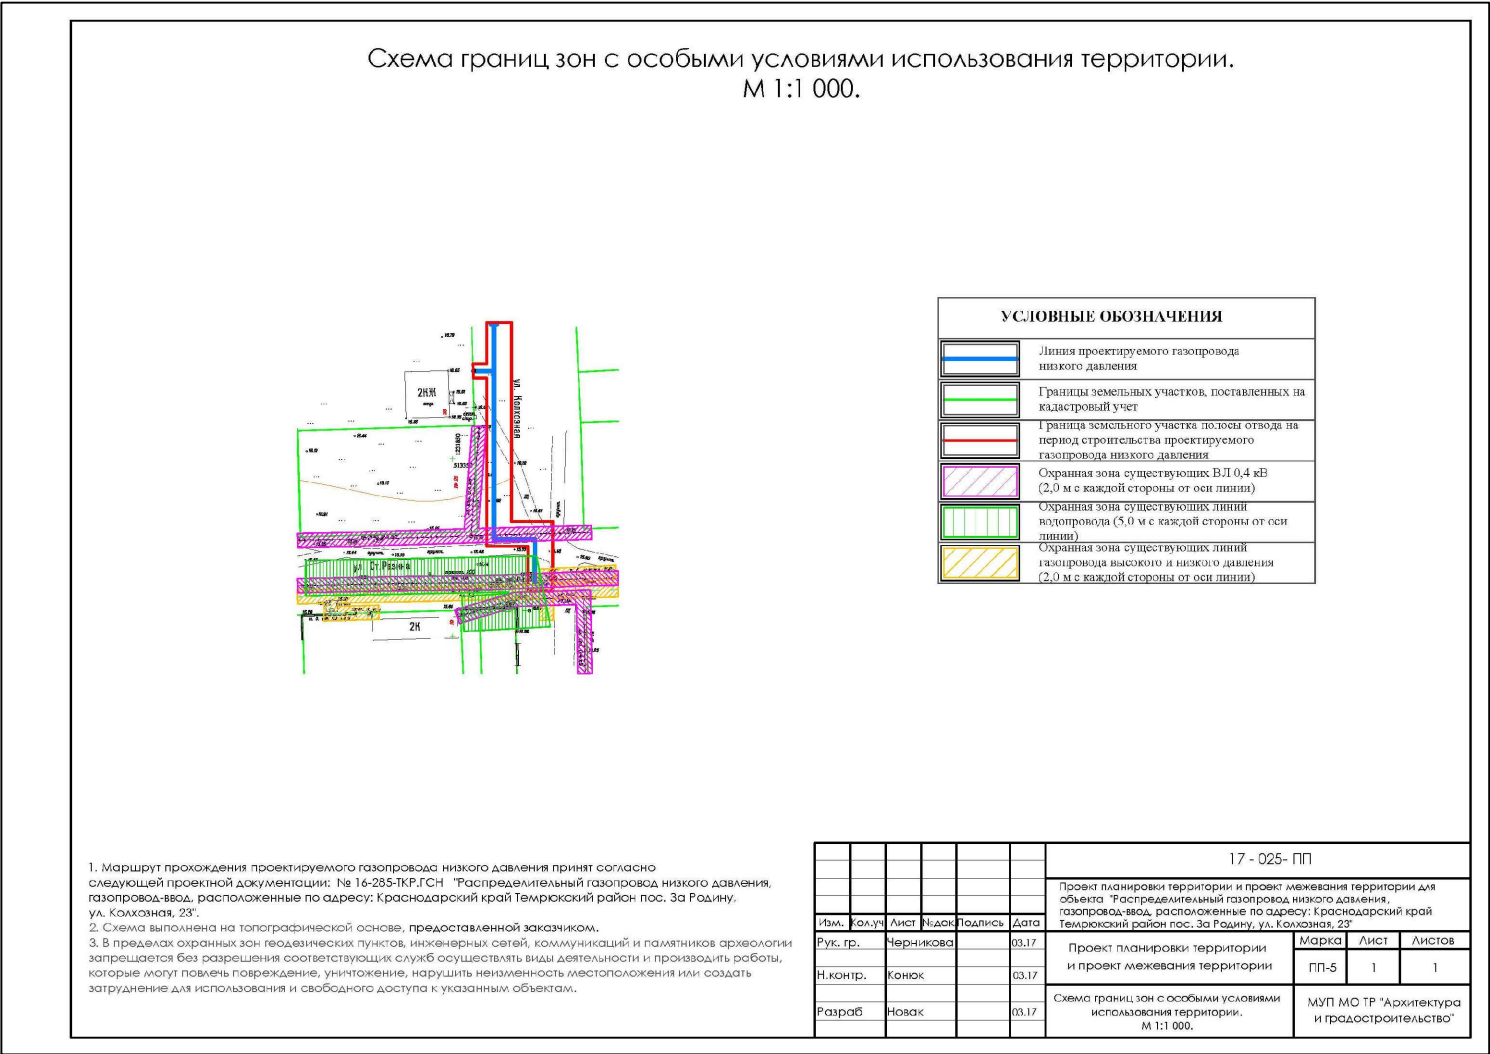 Схема границ зон с особыми условиями использования территории.
М 1:1 000.
УСЛОВНЫЕ ОБОЗНАЧЕНИЯ
Линия проектируемого газопровода
низкого давления
Границы земельных участков, поставленных на
кадастровый учет
Граница земельного участка полосы отвода на
период строительства проектируемого
газопровода низкого давления
Охранная зона существующих ВЛ 0,4 кВ
(2,0 м с каждой стороны от оси линии)
Охранная зона существующих линий
водопровода (5,0 м с каждой стороны от оси
линии)
Охранная зона существующих линий
газопровода высокого и низкого давления
(2,0 м с каждой стороны от оси линии)
2КЖ
ул. Колхозная
ул. Ст.Разина
2К
1. Маршрут прохождения проектируемого газопровода низкого давления принят согласно
следующей проектной документации: № 16-285-ТКР.ГСН "Распределительный газопровод низкого давления,
газопровод-ввод, расположенные по адресу: Краснодарский край Темрюкский район пос. За Родину,
ул. Колхозная, 23".
2. Схема выполнена на топографической основе, предоставленной заказчиком.
3. В пределах охранных зон геодезических пунктов, инженерных сетей, коммуникаций и памятников археологии
запрещается без разрешения соответствующих служб осуществлять виды деятельности и производить работы,
которые могут повлечь повреждение, уничтожение, нарушить неизменность местоположения или создать
затруднение для использования и свободного доступа к указанным объектам.
17 - 025- ПП
Проект планировки территории и проект межевания территории для
объекта "Распределительный газопровод низкого давления,
газопровод-ввод, расположенные по адресу: Краснодарский край
Темрюкский район пос. За Родину, ул. Колхозная, 23"
Изм. Кол.уч Лист №док Подпись Дата
Рук. гр. Черникова 03.17
Н.контр. Конюк 03.17
Разраб Новак 03.17
Проект планировки территории
и проект межевания территории
Марка Лист Листов
ПП-5 1 1
Схема границ зон с особыми условиями
использования территории.
М 1:1 000.
МУП МО ТР "Архитектура
и градостроительство"